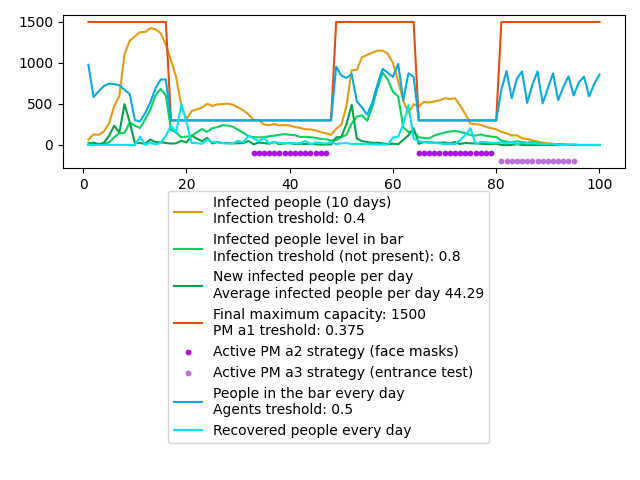 1500
1000
500
0
0
20
40
60
80
100
Infected people (10 days)
Infection treshold: 0.4
Infected people level in bar
Infection treshold (not present): 0.8
New infected people per day
Average infected people per day 44.29
Final maximum capacity: 1500
PM a1 treshold: 0.375
Active PM a2 strategy (face masks)
Active PM a3 strategy (entrance test)
People in the bar every day
Agents treshold: 0.5
Recovered people every day